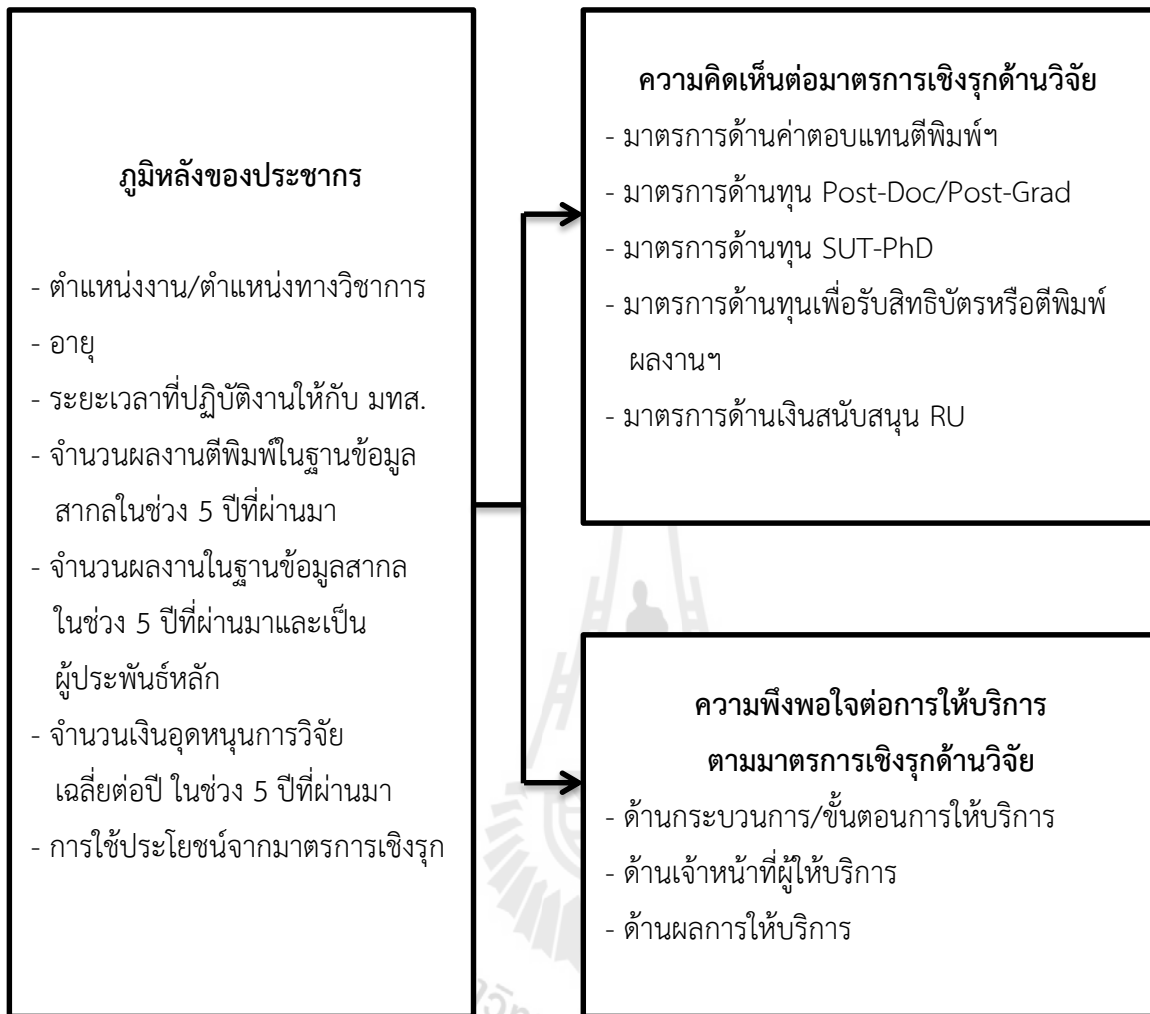 ภูมิหลังของประชากร
- ตำแหน่งงาน/ตำแหน่งทางวิชาการ
- อายุ
- ระยะเวลาที่ปฏิบัติงานให้กับ มทส.
- จำนวนผลงานตีพิมพ์ในฐานข้อมูล
สากลในช่วง 5 ปีที่ผ่านมา
- จำนวนผลงานในฐานข้อมูลสากล
ในช่วง 5 ปีที่ผ่านมาและเป็น
ผู้ประพันธ์หลัก
- จำนวนเงินอุดหนุนการวิจัย
เฉลี่ยต่อปี ในช่วง 5 ปีที่ผ่านมา
- การใช้ประโยชน์จากมาตรการเชิงรุก
ความคิดเห็นต่อมาตรการเชิงรุกด้านวิจัย
- มาตรการด้านค่าตอบแทนตีพิมพ์ฯ
- มาตรการด้านทุน Post-Doc/Post-Grad
- มาตรการด้านทุน SUT-PhD
- มาตรการด้านทุนเพื่อรับสิทธิบัตรหรือตีพิมพ์
ผลงานฯ
- มาตรการด้านเงินสนับสนุน RU
ความพึงพอใจต่อการให้บริการ
ตามมาตรการเชิงรุกด้านวิจัย
- ด้านกระบวนการ/ขั้นตอนการให้บริการ
- ด้านเจ้าหน้าที่ผู้ให้บริการ
- ด้านผลการให้บริการ